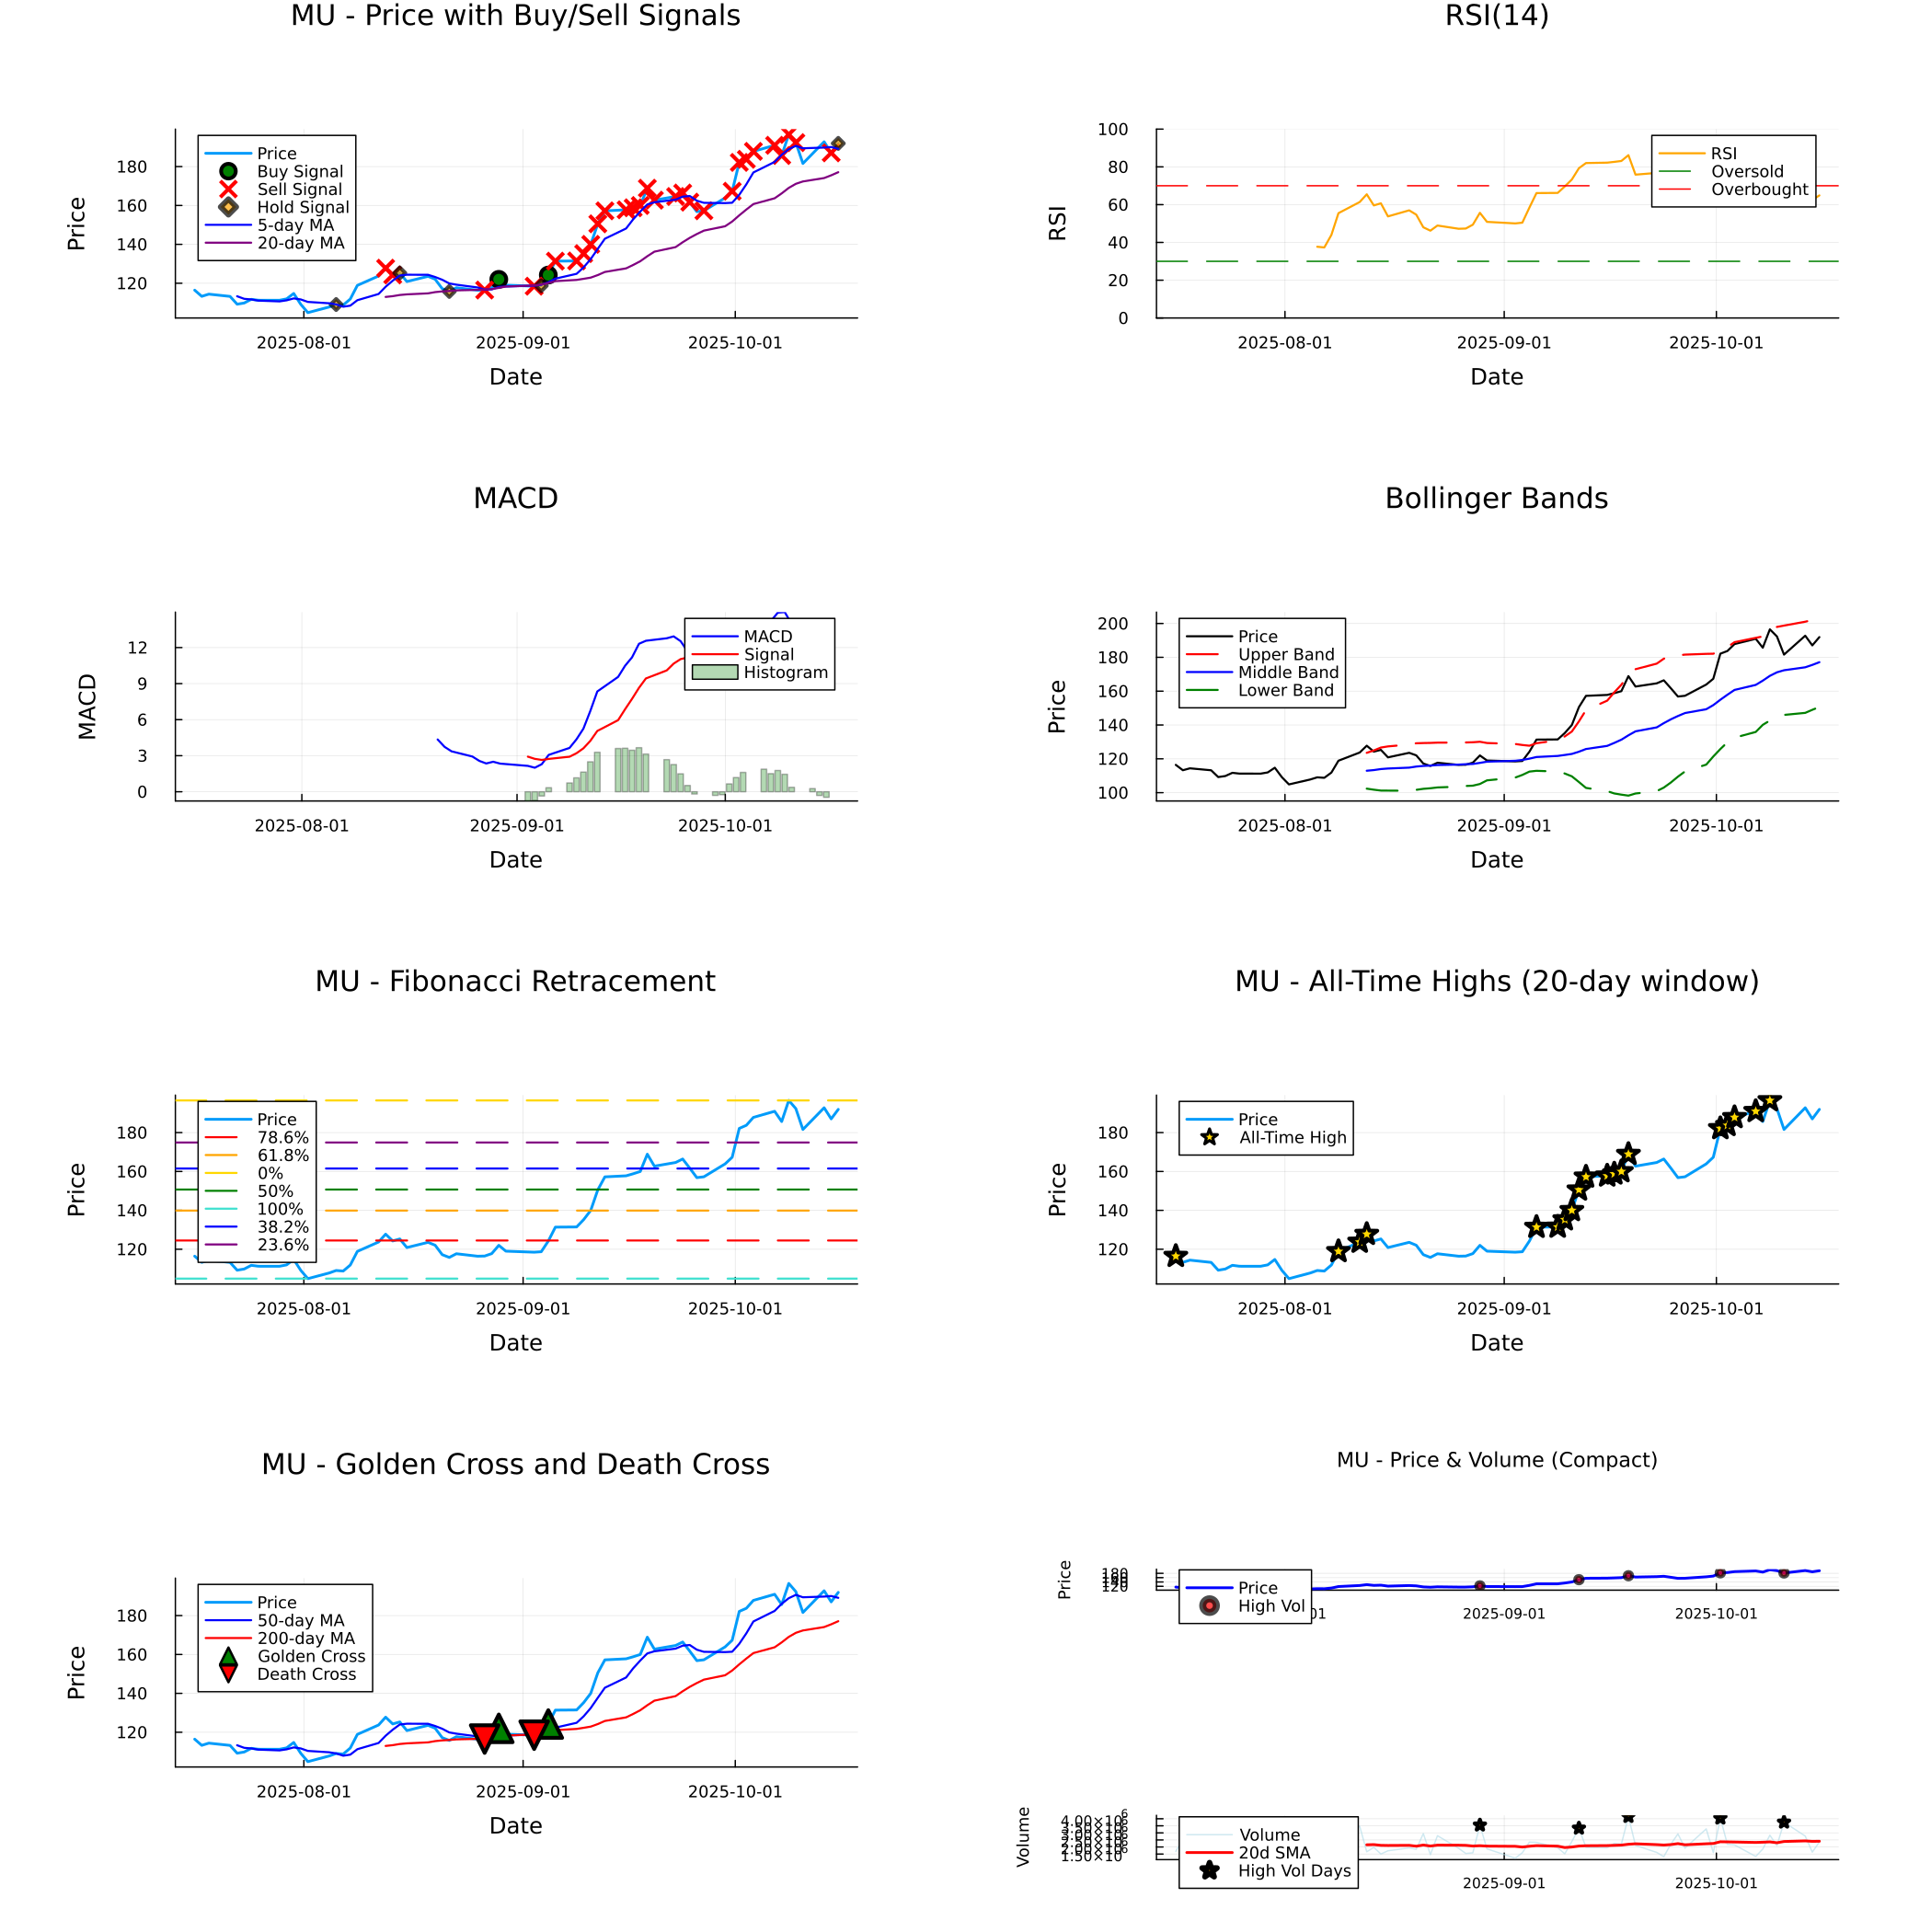 MU - Price with Buy/Sell Signals
Price
180
160
140
120
Price
Buy Signal
Sell Signal
Hold Signal
5-day MA
20-day MA
2025-08-01
2025-09-01
2025-10-01
Date
RSI(14)
RSI
100
80
60
40
20
0
RSI
Oversold
Overbought
2025-08-01
2025-09-01
2025-10-01
Date
MACD
MACD
12
9
6
3
0
MACD
Signal
Histogram
2025-08-01
2025-09-01
2025-10-01
Date
Bollinger Bands
Price
200
180
160
140
120
100
Price
Upper Band
Middle Band
Lower Band
2025-08-01
2025-09-01
2025-10-01
Date
MU - Fibonacci Retracement
Price
180
160
140
120
Price
78.6%
61.8%
0%
50%
100%
38.2%
23.6%
2025-08-01
2025-09-01
2025-10-01
Date
MU - All-Time Highs (20-day window)
Price
180
160
140
120
Price
All-Time High
2025-08-01
2025-09-01
2025-10-01
Date
MU - Golden Cross and Death Cross
Price
180
160
140
120
Price
50-day MA
200-day MA
Golden Cross
Death Cross
2025-08-01
2025-09-01
2025-10-01
Date
MU - Price & Volume (Compact)
Price
180
120
Price
High Vol
01
2025-09-01
2025-10-01
Volume
Volume
20d SMA
High Vol Days
2025-09-01
2025-10-01